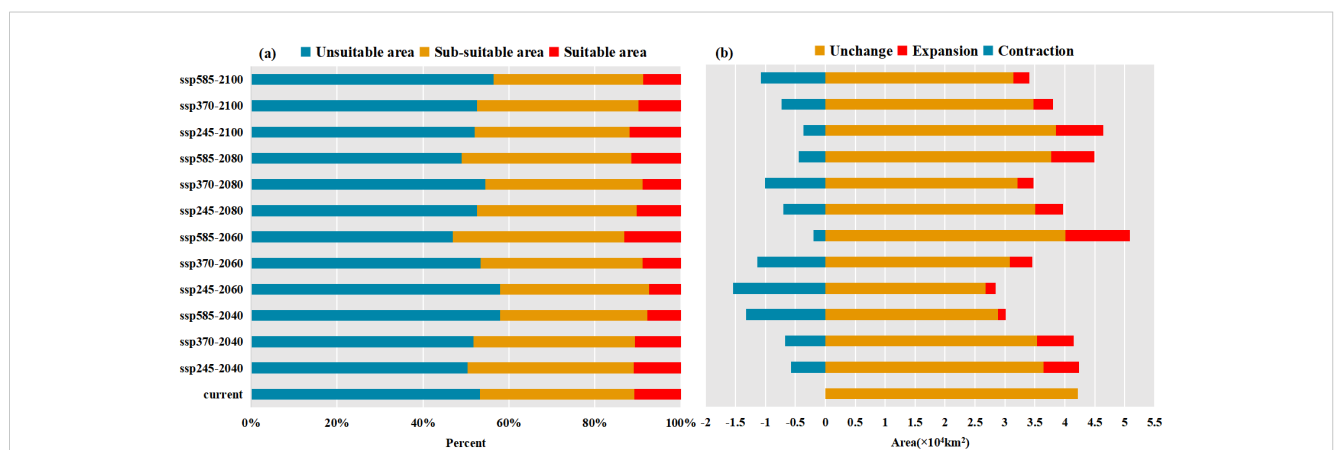 (a) Unsuitable area Sub-suitable area Suitable area
(b) Unchange Expansion Contraction
ssp585-2100
ssp370-2100
ssp245-2100
ssp585-2080
ssp370-2080
ssp245-2080
ssp585-2060
ssp370-2060
ssp245-2060
ssp585-2040
ssp370-2040
ssp245-2040
current
0% 20% 40% 60% 80% 100%
Percent
-2 -1.5 -1 -0.5 0 0.5 1 1.5 2 2.5 3 3.5 4 4.5 5 5.5
Area(×10⁴km²)